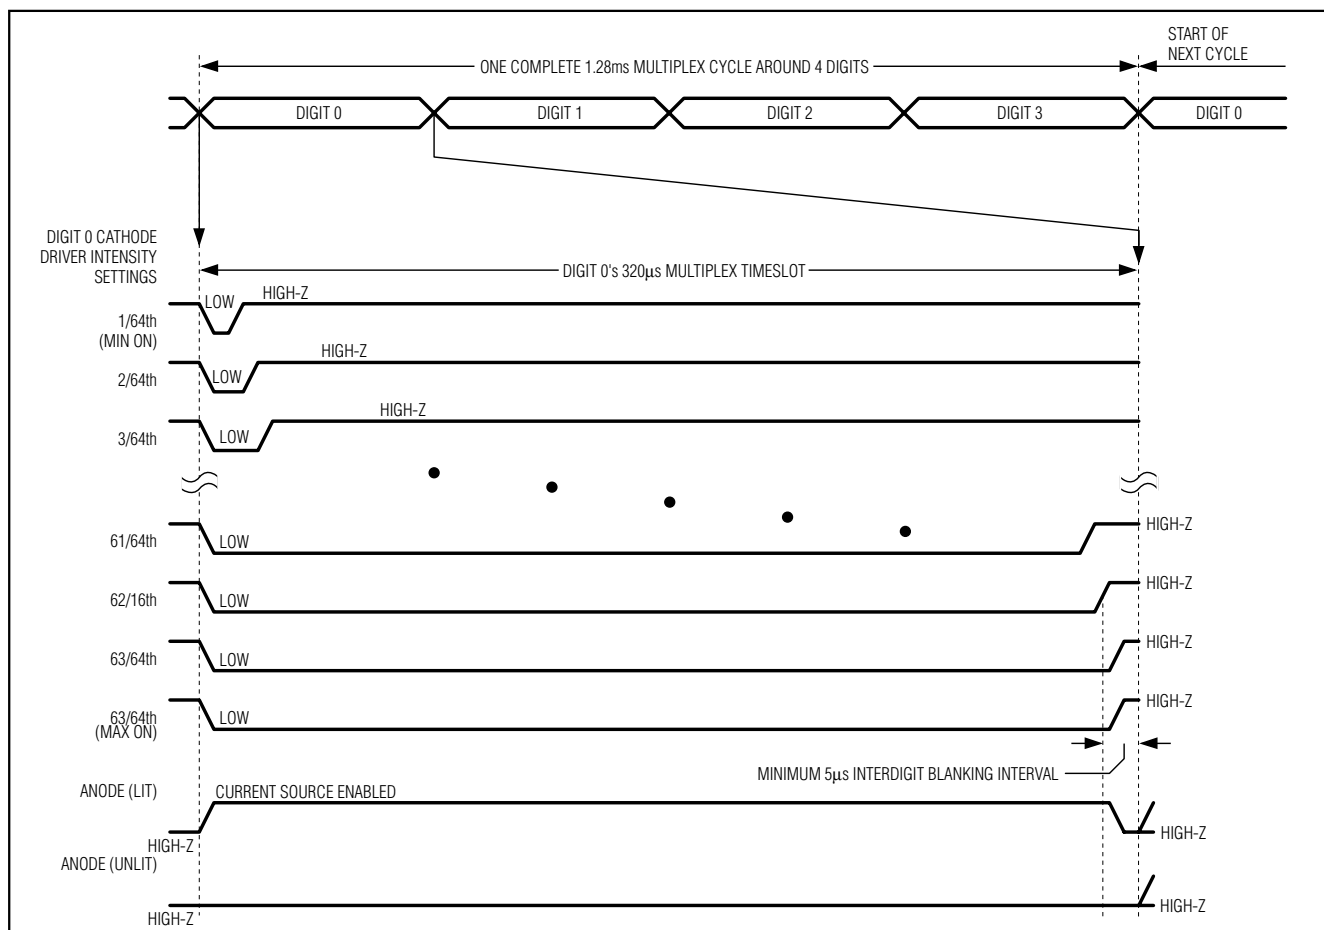 START OF
NEXT CYCLE
ONE COMPLETE 1.28ms MULTIPLEX CYCLE AROUND 4 DIGITS
DIGIT 0
DIGIT 1
DIGIT 2
DIGIT 3
DIGIT 0
DIGIT 0 CATHODE
DRIVER INTENSITY
SETTINGS
DIGIT 0's 320µs MULTIPLEX TIMESLOT
1/64th
(MIN ON)
LOW
HIGH-Z
2/64th
LOW
HIGH-Z
3/64th
LOW
HIGH-Z
61/64th
LOW
HIGH-Z
62/16th
LOW
HIGH-Z
63/64th
LOW
HIGH-Z
63/64th
(MAX ON)
LOW
HIGH-Z
MINIMUM 5µs INTERDIGIT BLANKING INTERVAL
ANODE (LIT)
CURRENT SOURCE ENABLED
HIGH-Z
HIGH-Z
ANODE (UNLIT)
HIGH-Z
HIGH-Z